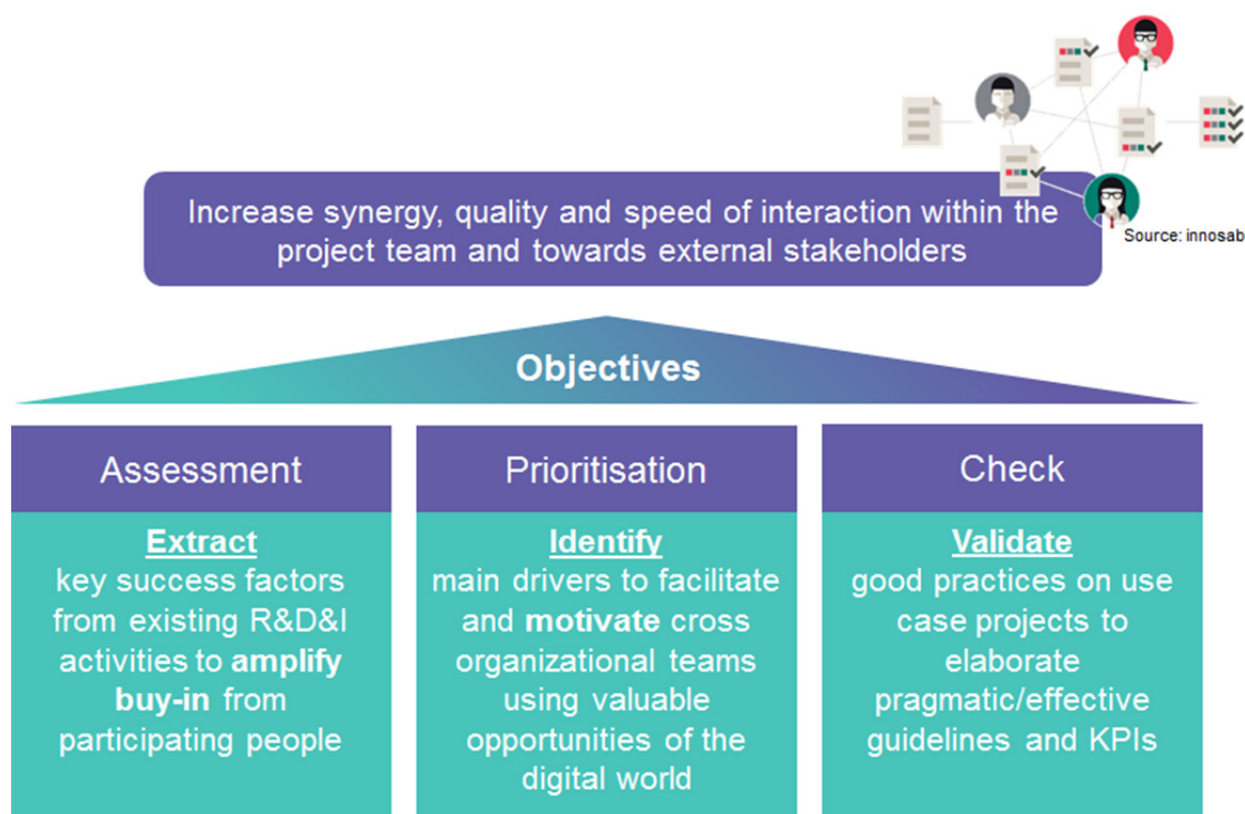 Increase synergy, quality and speed of interaction within the
project team and towards external stakeholders
Source: innosab
Objectives
Assessment
Extract
key success factors
from existing R&D&I
activities to amplify
buy-in from
participating people
Prioritisation
Identify
main drivers to facilitate
and motivate cross
organizational teams
using valuable
opportunities of the
digital world
Check
Validate
good practices on use
case projects to
elaborate
pragmatic/effective
guidelines and KPIs